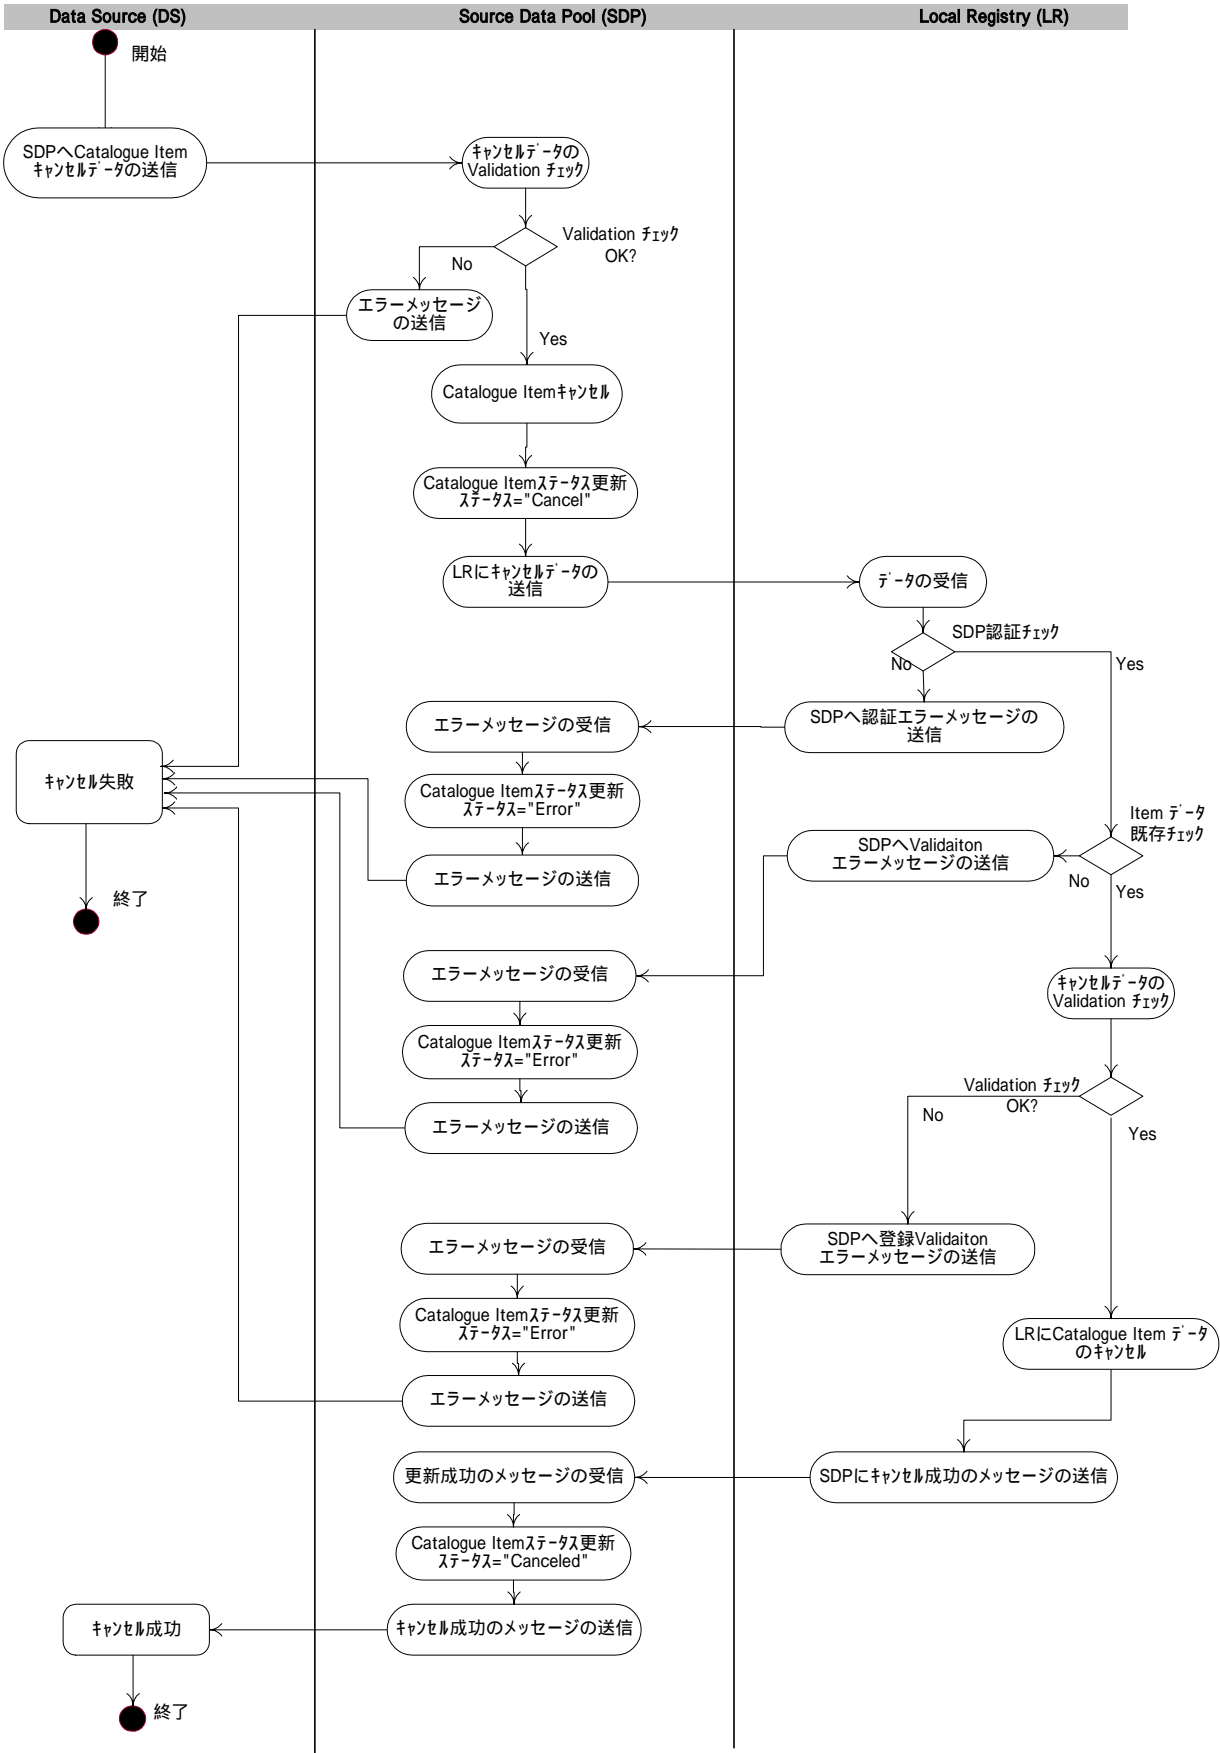 Data Source (DS)
Source Data Pool (SDP)
Local Registry (LR)
開始
SDPへCatalogue Item
ｷｬﾝｾﾙﾃﾞｰﾀの送信
ｷｬﾝｾﾙﾃﾞｰﾀの
Validation ﾁｪｯｸ
Validation ﾁｪｯｸ
OK?
No
エラーメッセージ
の送信
Yes
Catalogue Itemｷｬﾝｾﾙ
Catalogue Itemｽﾃｰﾀｽ更新
ｽﾃｰﾀｽ="Cancel"
LRにｷｬﾝｾﾙﾃﾞｰﾀの
送信
ﾃﾞｰﾀの受信
SDP認証ﾁｪｯｸ
No
Yes
SDPへ認証エラーメッセージの
送信
エラーメッセージの受信
Catalogue Itemｽﾃｰﾀｽ更新
ｽﾃｰﾀｽ="Error"
エラーメッセージの送信
ｷｬﾝｾﾙ失敗
終了
Item ﾃﾞｰﾀ
既存ﾁｪｯｸ
SDPへValidaiton
エラーメッセージの送信
No
Yes
エラーメッセージの受信
Catalogue Itemｽﾃｰﾀｽ更新
ｽﾃｰﾀｽ="Error"
エラーメッセージの送信
ｷｬﾝｾﾙﾃﾞｰﾀの
Validation ﾁｪｯｸ
Validation ﾁｪｯｸ
OK?
No
Yes
SDPへ登録Validaiton
エラーメッセージの送信
エラーメッセージの受信
Catalogue Itemｽﾃｰﾀｽ更新
ｽﾃｰﾀｽ="Error"
エラーメッセージの送信
LRにCatalogue Item ﾃﾞｰﾀ
のｷｬﾝｾﾙ
SDPにｷｬﾝｾﾙ成功のメッセージの送信
更新成功のメッセージの受信
Catalogue Itemｽﾃｰﾀｽ更新
ｽﾃｰﾀｽ="Canceled"
ｷｬﾝｾﾙ成功のメッセージの送信
ｷｬﾝｾﾙ成功
終了